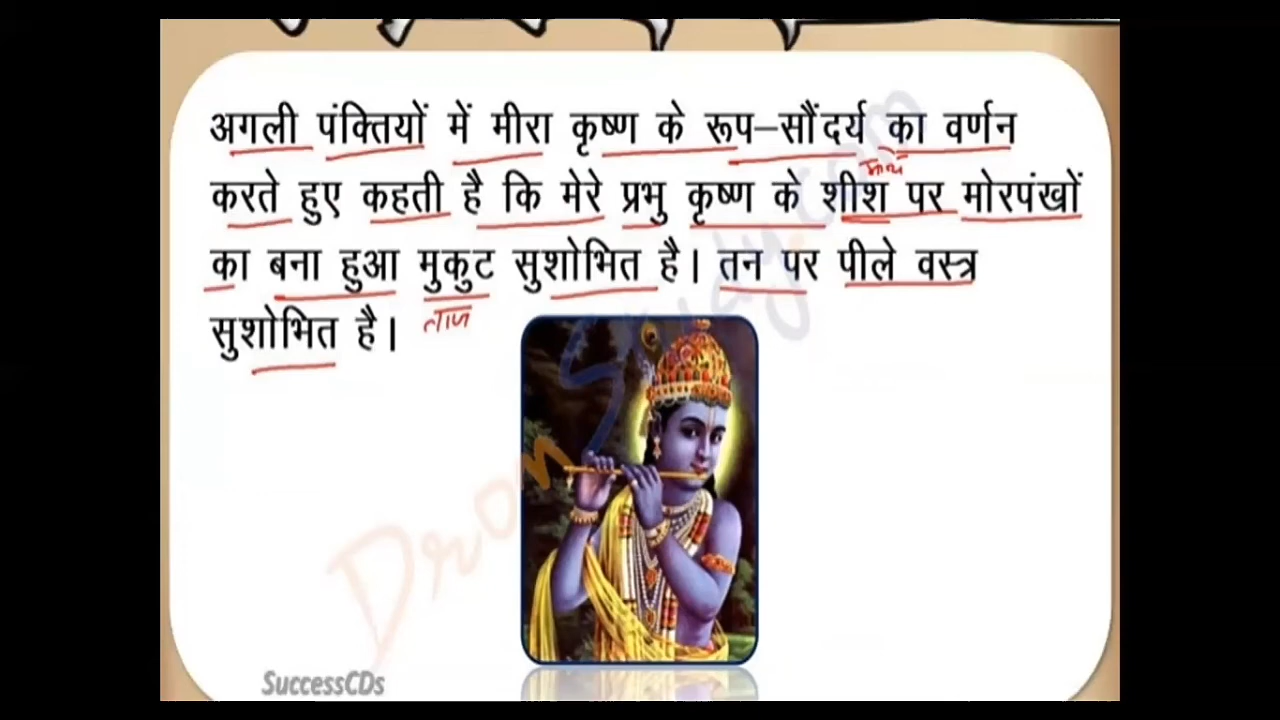 अगली पंक्तियों में मीरा कृष्ण के रूप–सौंदर्य का वर्णन
करते हुए कहती है कि मेरे प्रभु कृष्ण के शीश पर मोरपंखों
का बना हुआ मुकुट सुशोभित है। तन पर पीले वस्त्र
सुशोभित है।
ताज
SuccessCDs